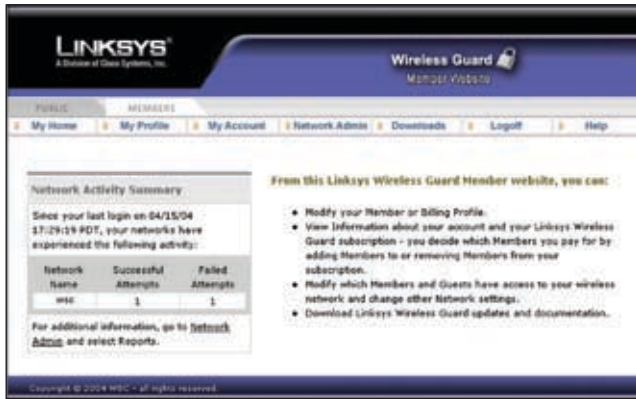 LINKSYS®
A Division of Cisco Systems, Inc.
Wireless Guard
Member Website
PUBLIC MEMBERS
My Home My Profile My Account Network Admin Downloads Logoff Help
Network Activity Summary
Since your last login on 04/15/04
17:29:19 PDT, your networks have
experienced the following activity:
Network Name Successful Attempts Failed Attempts
1 1
For additional information, go to Network
Admin and select Reports.
From this Linksys Wireless Guard Member website, you can:
• Modify your Member or Billing Profile.
• View Information about your account and your Linksys Wireless
Guard subscription - you decide which Members you pay for by
adding Members to or removing Members from your
subscription.
• Modify which Members and Guests have access to your wireless
network and change other Network settings.
• Download Linksys Wireless Guard updates and documentation.
Copyright © 2004 WSC - all rights reserved.